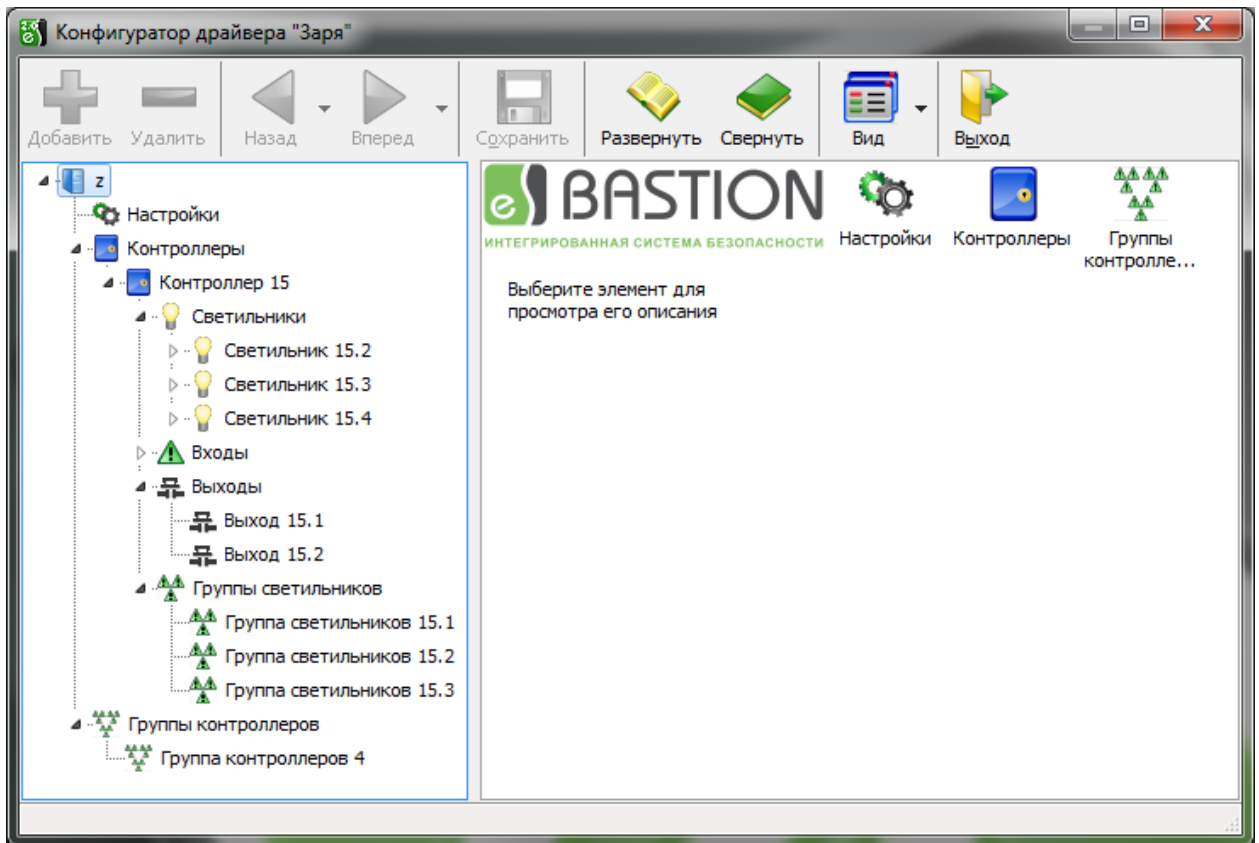 Конфигуратор драйвера "Заря"
Добавить Удалить Назад Вперед Сохранить Развернуть Свернуть Вид Выход
z
Настройки
Контроллеры
Контроллер 15
Светильники
Светильник 15.2
Светильник 15.3
Светильник 15.4
Входы
Выходы
Выход 15.1
Выход 15.2
Группы светильников
Группа светильников 15.1
Группа светильников 15.2
Группа светильников 15.3
Группы контроллеров
Группа контроллеров 4
eS BASTION
ИНТЕГРИРОВАННАЯ СИСТЕМА БЕЗОПАСНОСТИ
Настройки Контроллеры Группы
контролле...
Выберите элемент для
просмотра его описания